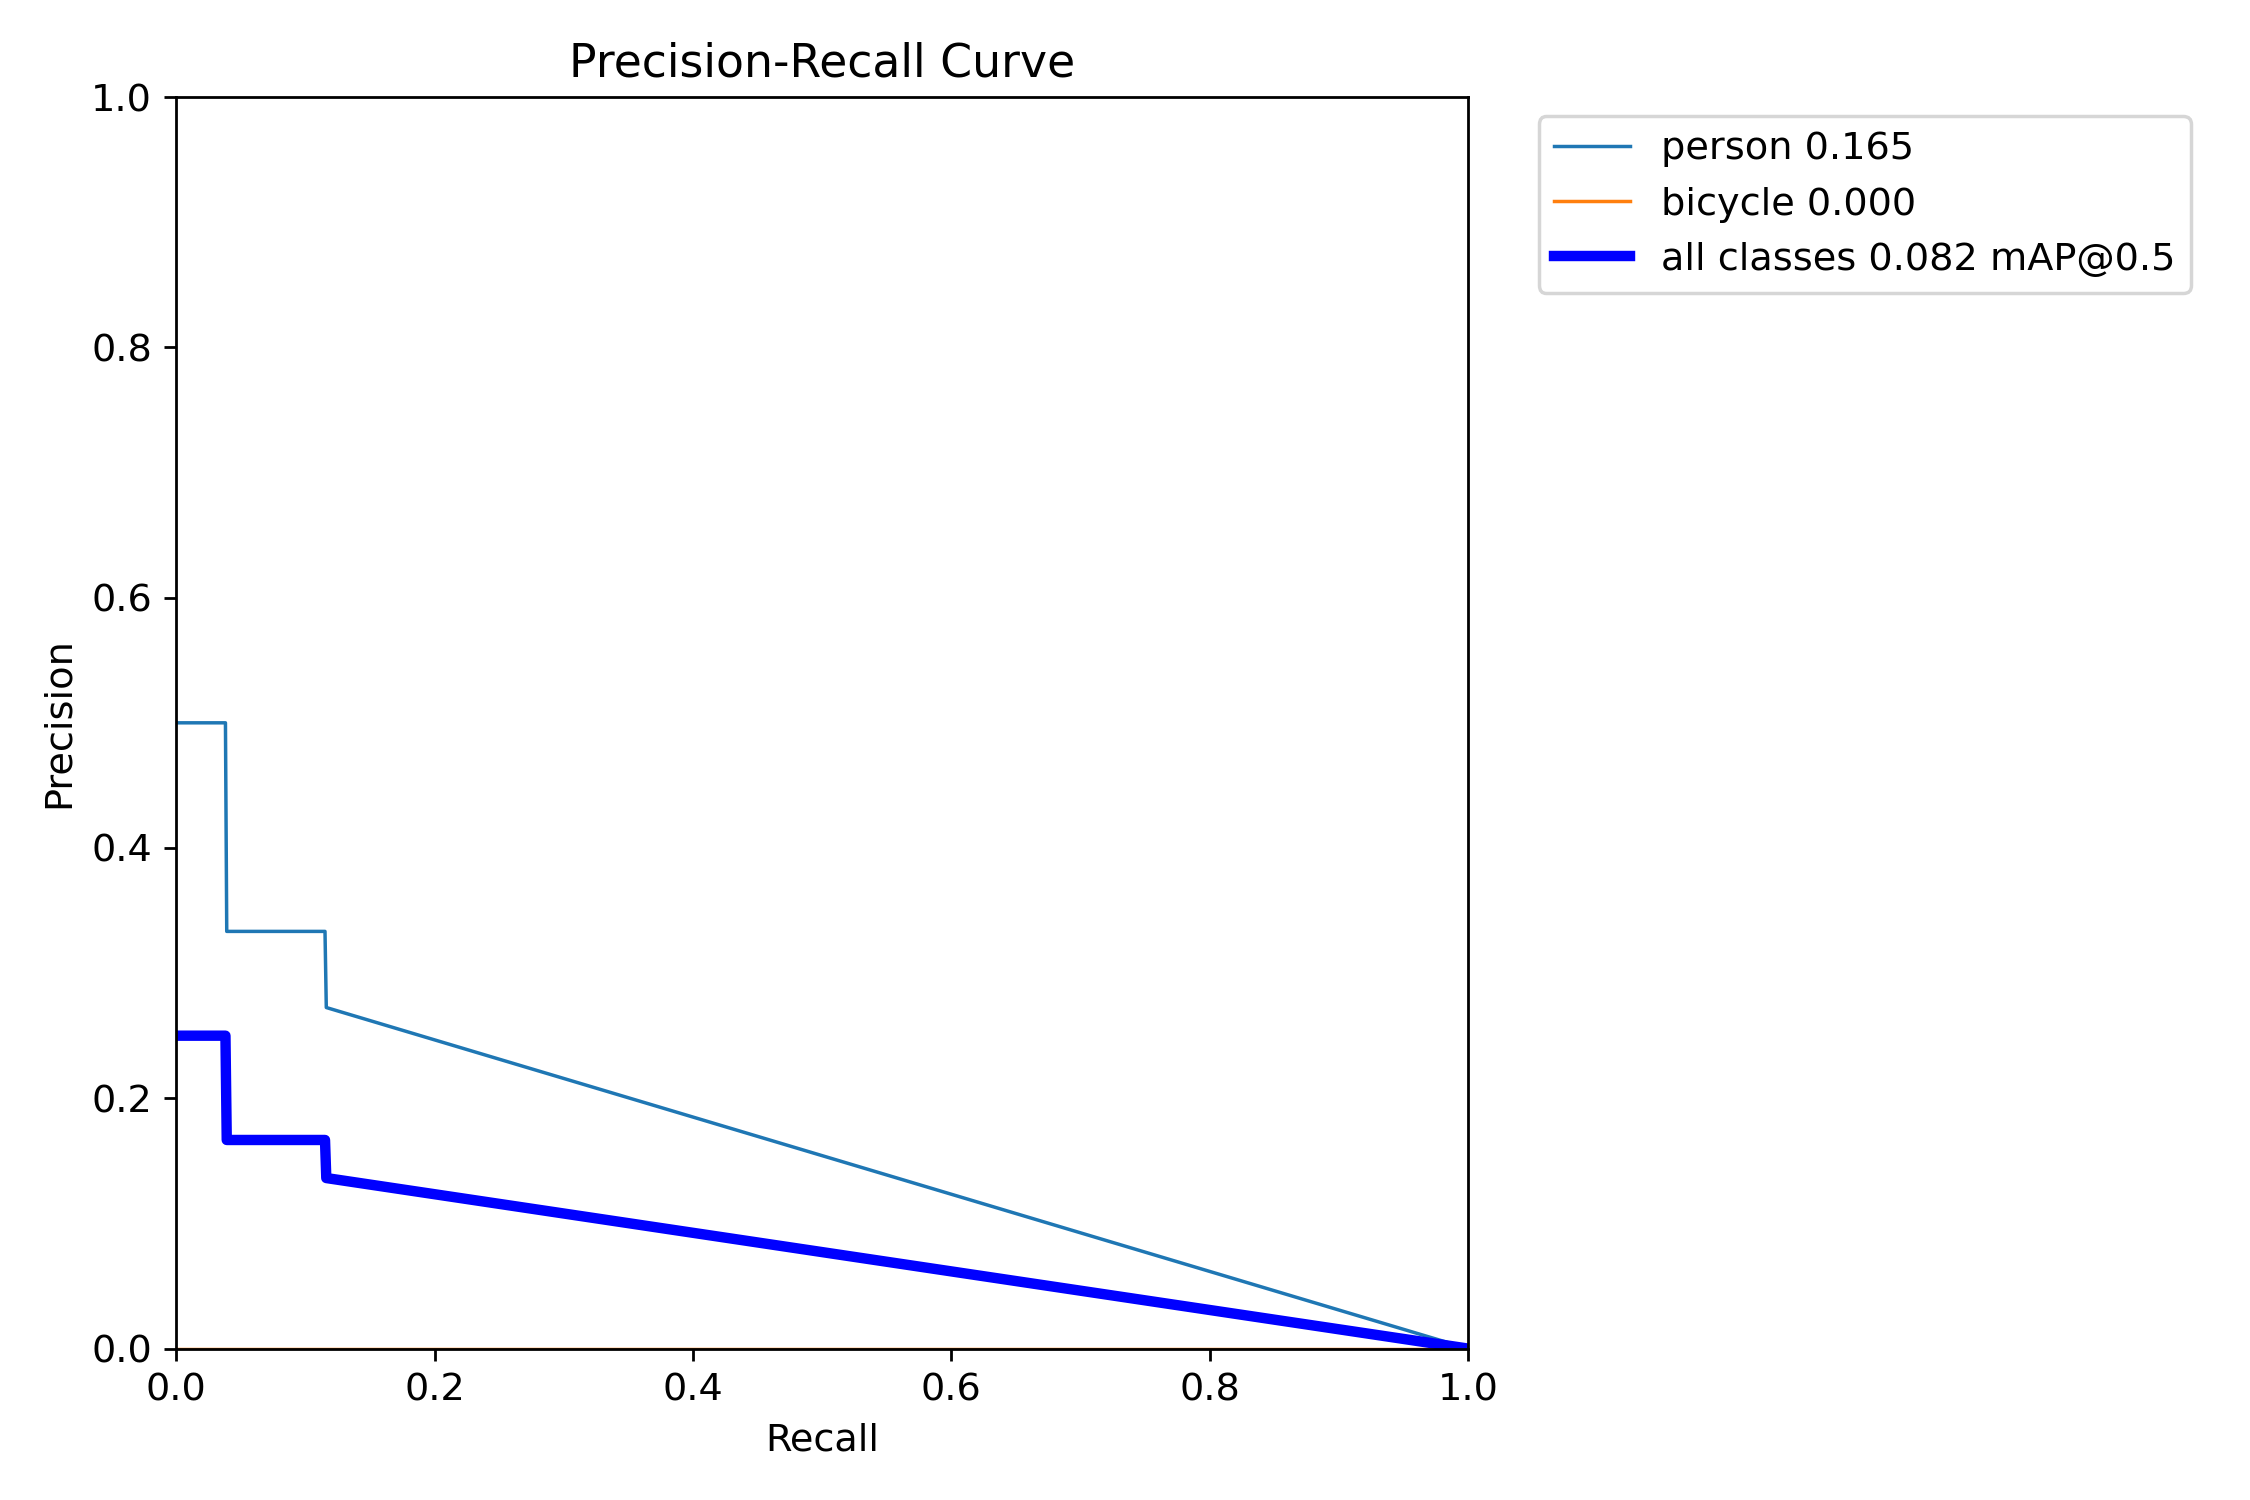 Precision-Recall Curve
1.0
0.8
0.6
0.4
0.2
0.0
Precision
0.0 0.2 0.4 0.6 0.8 1.0
Recall
person 0.165
bicycle 0.000
all classes 0.082 mAP@0.5